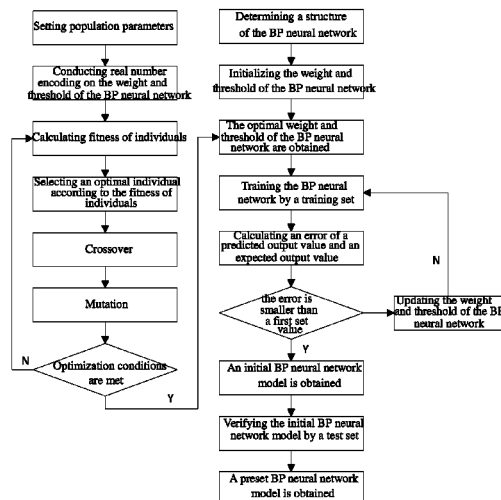 Setting population parameters
Conducting real number
encoding on the weight and
threshold of the BP neural network
Calculating fitness of individuals
Selecting an optimal individual
according to the fitness of
individuals
Crossover
Mutation
N
Optimization conditions
are met
Y
Determining a structure
of the BP neural network
Initializing the weight and
threshold of the BP neural network
The optimal weight and
threshold of the BP neural
network are obtained
Training the BP neural
network by a training set
Calculating an error of a
predicted output value and an
expected output value
N
the error is
smaller than
a first set
value
Updating the weight
and threshold of the BP
neural network
Y
An initial BP neural network
model is obtained
Verifying the initial BP neural
network model by a test set
A preset BP neural network
model is obtained